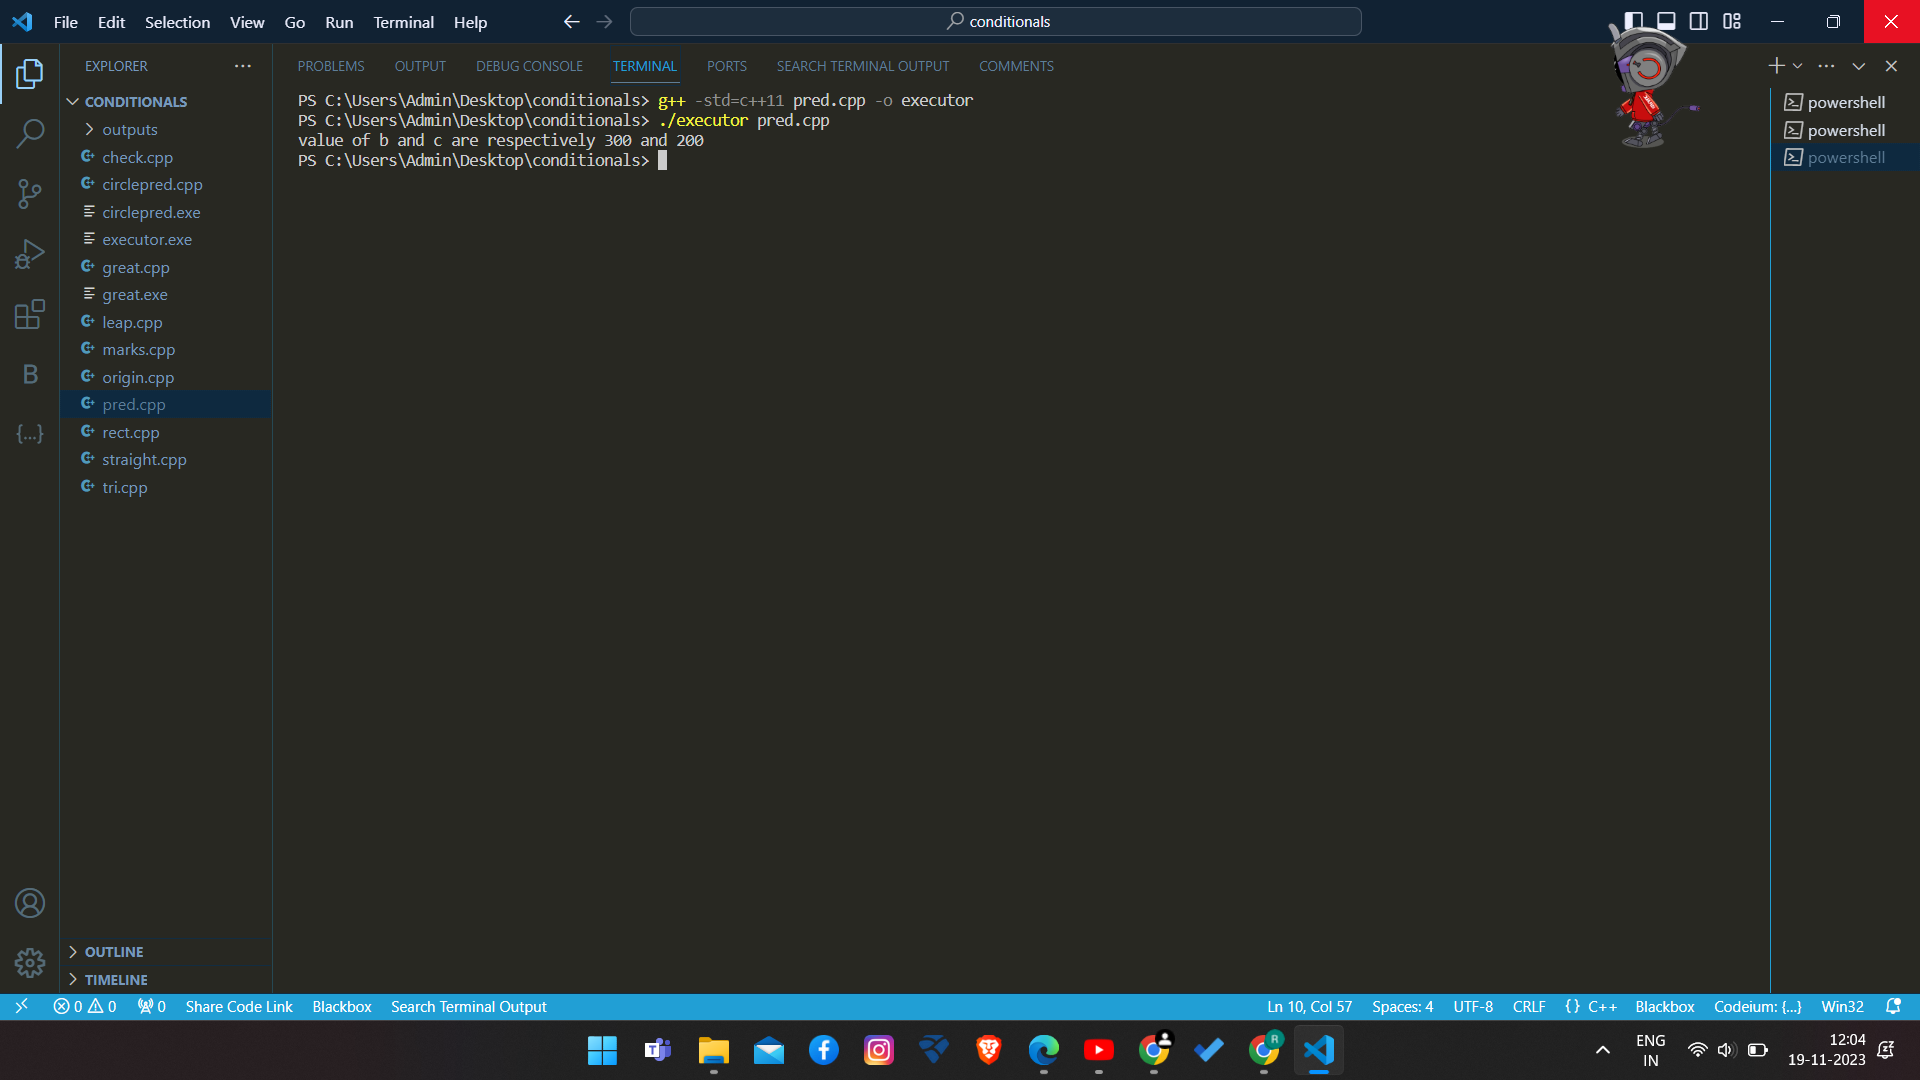 File Edit Selection View Go Run Terminal Help
conditionals
EXPLORER
CONDITIONALS
outputs
check.cpp
circlepred.cpp
circlepred.exe
executor.exe
great.cpp
great.exe
leap.cpp
marks.cpp
origin.cpp
pred.cpp
rect.cpp
straight.cpp
tri.cpp
OUTLINE
TIMELINE
PROBLEMS OUTPUT DEBUG CONSOLE TERMINAL PORTS SEARCH TERMINAL OUTPUT COMMENTS
PS C:\Users\Admin\Desktop\conditionals> g++ -std=c++11 pred.cpp -o executor
PS C:\Users\Admin\Desktop\conditionals> ./executor pred.cpp
value of b and c are respectively 300 and 200
PS C:\Users\Admin\Desktop\conditionals>
powershell
powershell
powershell
0 0 0 Share Code Link Blackbox Search Terminal Output Ln 10, Col 57 Spaces: 4 UTF-8 CRLF {} C++ Blackbox Codeium: {...} Win32
ENG
IN
12:04
19-11-2023